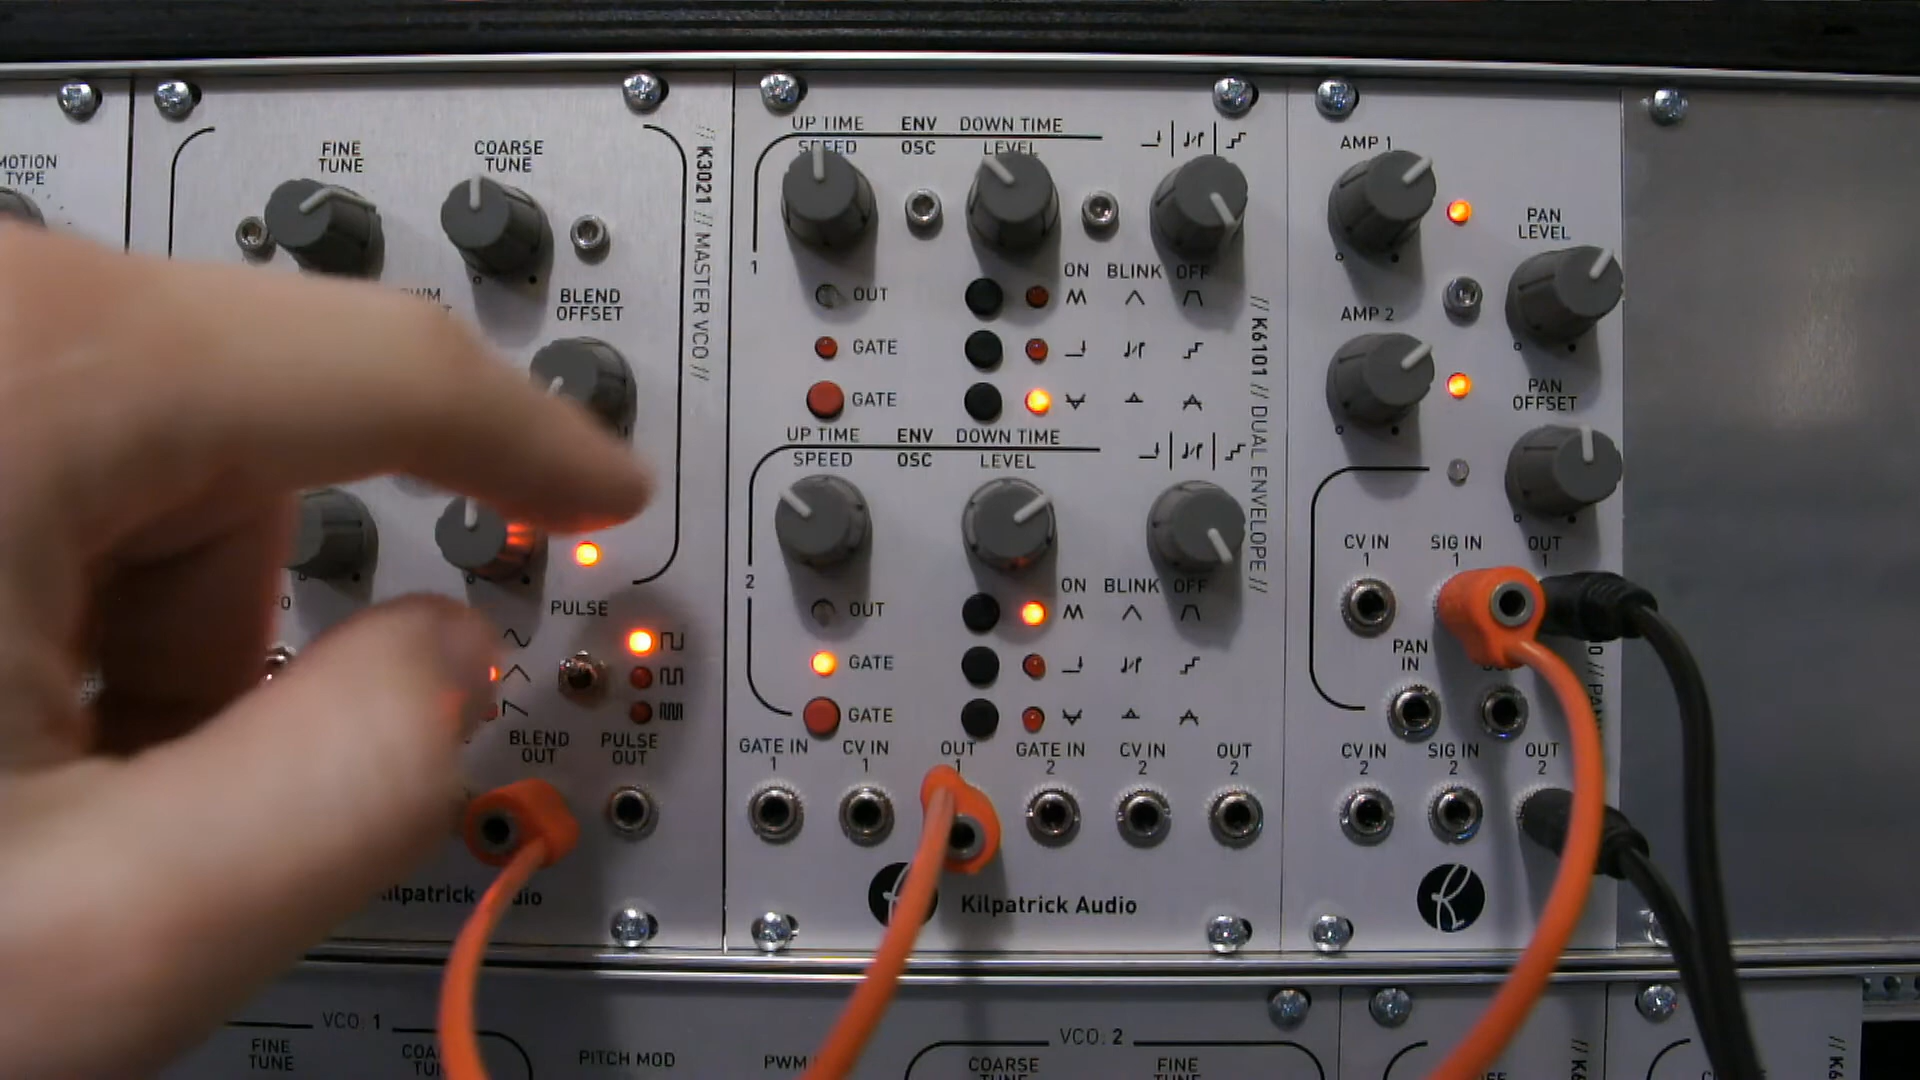 MOTION
TYPE
FINE
TUNE
COARSE
TUNE
BLEND
OFFSET
// K3021 // MASTER VCO //
PULSE
BLEND
OUT
PULSE
OUT
UP TIME ENV DOWN TIME
SPEED OSC LEVEL
1
ON BLINK OFF
OUT
GATE
GATE
UP TIME ENV DOWN TIME
SPEED OSC LEVEL
2
ON BLINK OFF
OUT
GATE
GATE
GATE IN
1
CV IN
1
OUT
1
GATE IN
2
CV IN
2
OUT
2
// K6101 // DUAL ENVELOPE //
Kilpatrick Audio
AMP 1
PAN
LEVEL
AMP 2
PAN
OFFSET
CV IN
1
SIG IN
1
OUT
1
PAN
IN
CV IN
2
SIG IN
2
OUT
2
VCO. 1
FINE
TUNE
PITCH MOD
PWM
VCO. 2
COARSE
TUNE
FINE
TUNE